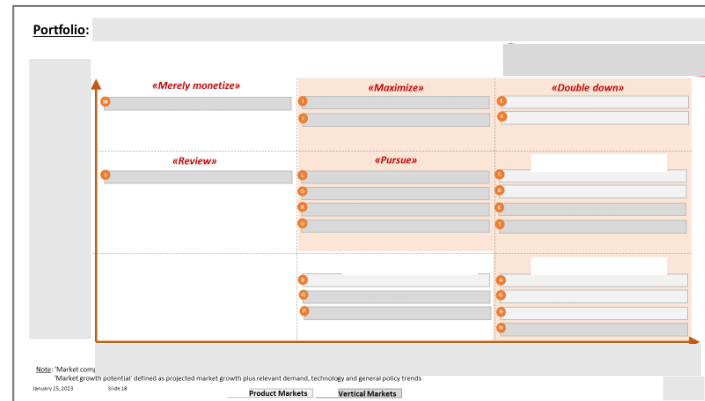 Portfolio:
«Merely monetize» «Maximize» «Double down»
M J E
I F
«Review» «Pursue»
S L C
O D
R E
U T
B A
Q G
P H
N
Note: 'Market comp
'Market growth potential' defined as projected market growth plus relevant demand, technology and general policy trends
January 25, 2023 Slide 18
Product Markets Vertical Markets